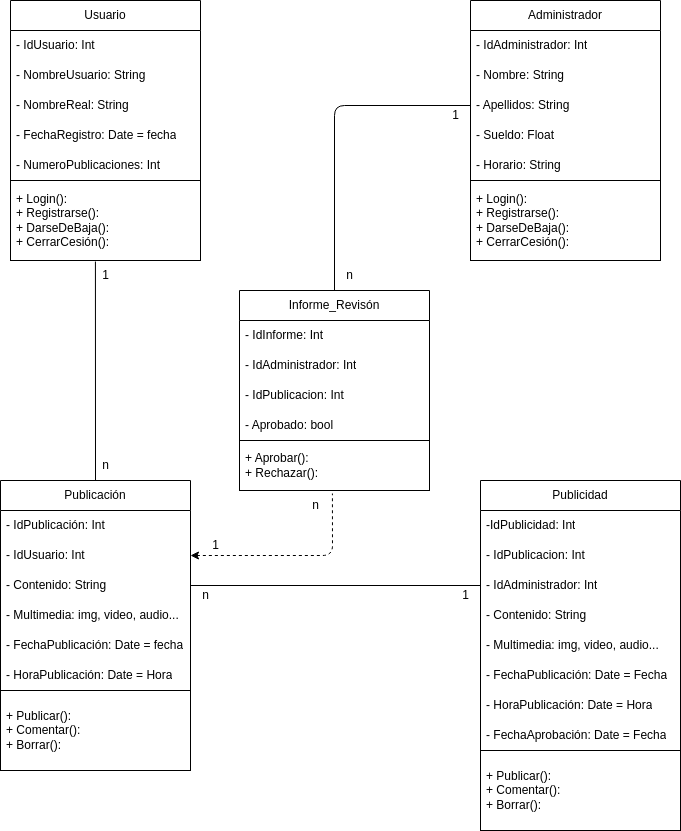 Usuario
- IdUsuario: Int
- NombreUsuario: String
- NombreReal: String
- FechaRegistro: Date = fecha
- NumeroPublicaciones: Int
+ Login():
+ Registrarse():
+ DarseDeBaja():
+ CerrarCesión():
Administrador
- IdAdministrador: Int
- Nombre: String
- Apellidos: String
- Sueldo: Float
- Horario: String
+ Login():
+ Registrarse():
+ DarseDeBaja():
+ CerrarCesión():
1
n
1
n
Informe_Revisón
- IdInforme: Int
- IdAdministrador: Int
- IdPublicacion: Int
- Aprobado: bool
+ Aprobar():
+ Rechazar():
n
1
Publicación
- IdPublicación: Int
- IdUsuario: Int
- Contenido: String
- Multimedia: img, video, audio...
- FechaPublicación: Date = fecha
- HoraPublicación: Date = Hora
+ Publicar():
+ Comentar():
+ Borrar():
n
1
Publicidad
-IdPublicidad: Int
- IdPublicacion: Int
- IdAdministrador: Int
- Contenido: String
- Multimedia: img, video, audio...
- FechaPublicación: Date = Fecha
- HoraPublicación: Date = Hora
- FechaAprobación: Date = Fecha
+ Publicar():
+ Comentar():
+ Borrar():